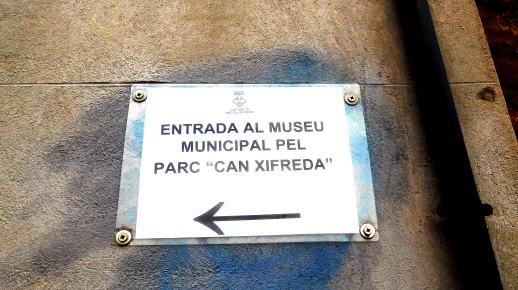 ENTRADA AL MUSEU
MUNICIPAL PEL
PARC “CAN XIFREDA”